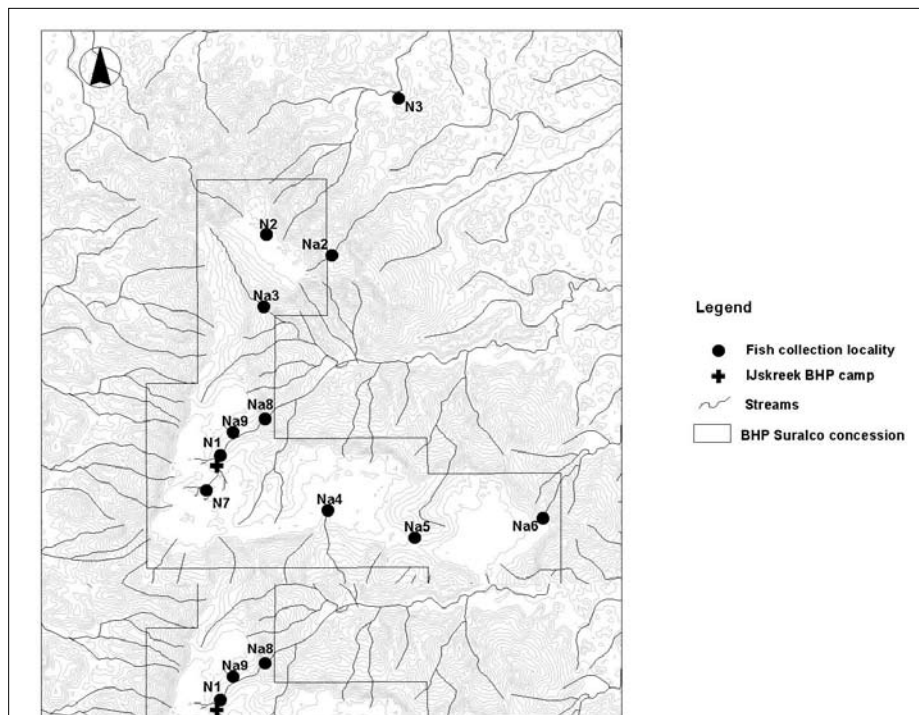 N3
N2
Na2
Na3
Na8
Na9
N1
N7
Na4
Na5
Na6
Na8
Na9
N1
Legend
Fish collection locality
IJskreek BHP camp
Streams
BHP Suralco concession